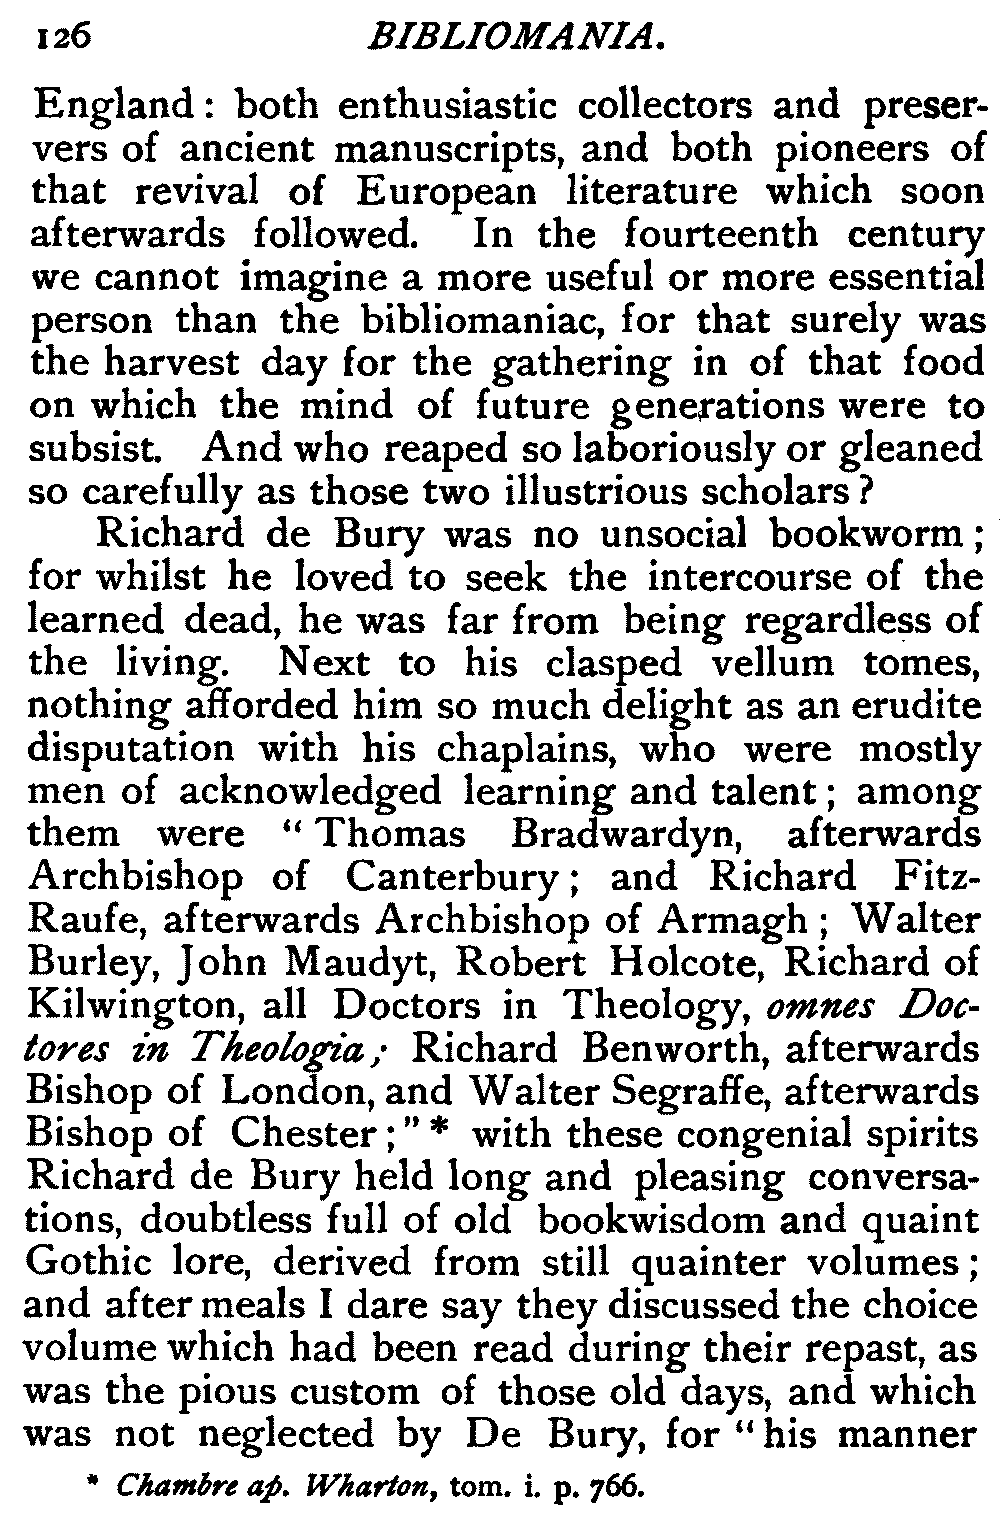 126 BIBLIOMANIA.
England : both enthusiastic collectors and preser-
vers of ancient manuscripts, and both pioneers of
that revival of European literature which soon
afterwards followed. In the fourteenth century
we cannot imagine a more useful or more essential
person than the bibliomaniac, for that surely was
the harvest day for the gathering in of that food
on which the mind of future generations were to
subsist. And who reaped so laboriously or gleaned
so carefully as those two illustrious scholars ?
Richard de Bury was no unsocial bookworm ;
for whilst he loved to seek the intercourse of the
learned dead, he was far from being regardless of
the living. Next to his clasped vellum tomes,
nothing afforded him so much delight as an erudite
disputation with his chaplains, who were mostly
men of acknowledged learning and talent ; among
them were “ Thomas Bradwardyn, afterwards
Archbishop of Canterbury ; and Richard Fitz-
Raufe, afterwards Archbishop of Armagh ; Walter
Burley, John Maudyt, Robert Holcote, Richard of
Kilwington, all Doctors in Theology, omnes Doc-
tores in Theologia ; Richard Benworth, afterwards
Bishop of London, and Walter Segraffe, afterwards
Bishop of Chester ; ” * with these congenial spirits
Richard de Bury held long and pleasing conversa-
tions, doubtless full of old bookwisdom and quaint
Gothic lore, derived from still quainter volumes ;
and after meals I dare say they discussed the choice
volume which had been read during their repast, as
was the pious custom of those old days, and which
was not neglected by De Bury, for “ his manner
* Chambre ap. Wharton, tom. i. p. 766.